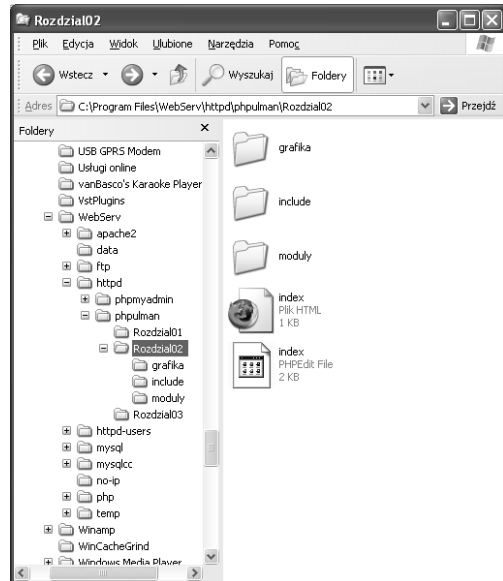 Rozdzial02
Plik Edycja Widok Ulubione Narzędzia Pomoc
Wstecz Wyszukaj Foldery
Adres C:\Program Files\WebServ\httpd\phpulman\Rozdzial02 Przejdź
Foldery
USB GPRS Modem
Usługi online
vanBasco's Karaoke Player
VstPlugins
WebServ
apache2
data
ftp
httpd
phpmyadmin
phpulman
Rozdzial01
Rozdzial02
grafika
include
moduly
Rozdzial03
httpd-users
mysql
mysqlcc
no-ip
php
temp
Winamp
WinCacheGrind
Windows Media Player
grafika
include
moduly
index
Plik HTML
1 KB
index
PHPEdit File
2 KB